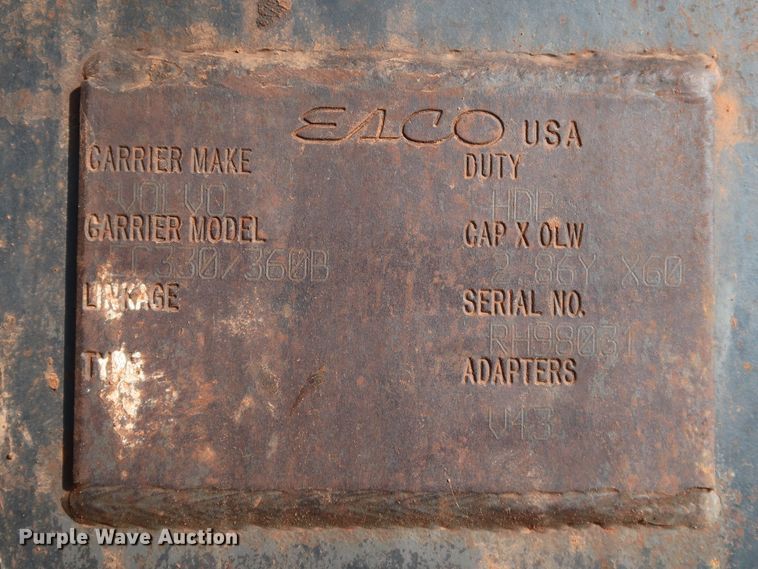 ESCO USA
CARRIER MAKE
VOLVO
CARRIER MODEL
EC330/360B
LINKAGE
TYPE
DUTY
HDP
CAP X OLW
2.86Y X60
SERIAL NO.
RH98031
ADAPTERS
V43
Purple Wave Auction